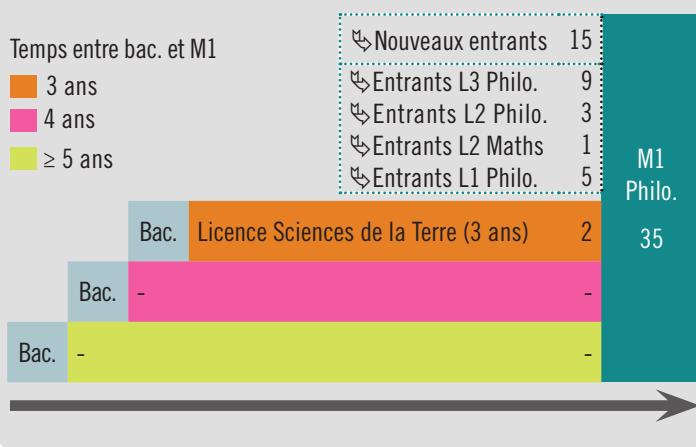 Temps entre bac. et M1
3 ans
4 ans
≥ 5 ans
Nouveaux entrants 15
Entrants L3 Philo. 9
Entrants L2 Philo. 3
Entrants L2 Maths 1
Entrants L1 Philo. 5
M1
Philo.
35
Bac. Licence Sciences de la Terre (3 ans) 2
Bac. - -
Bac. - -